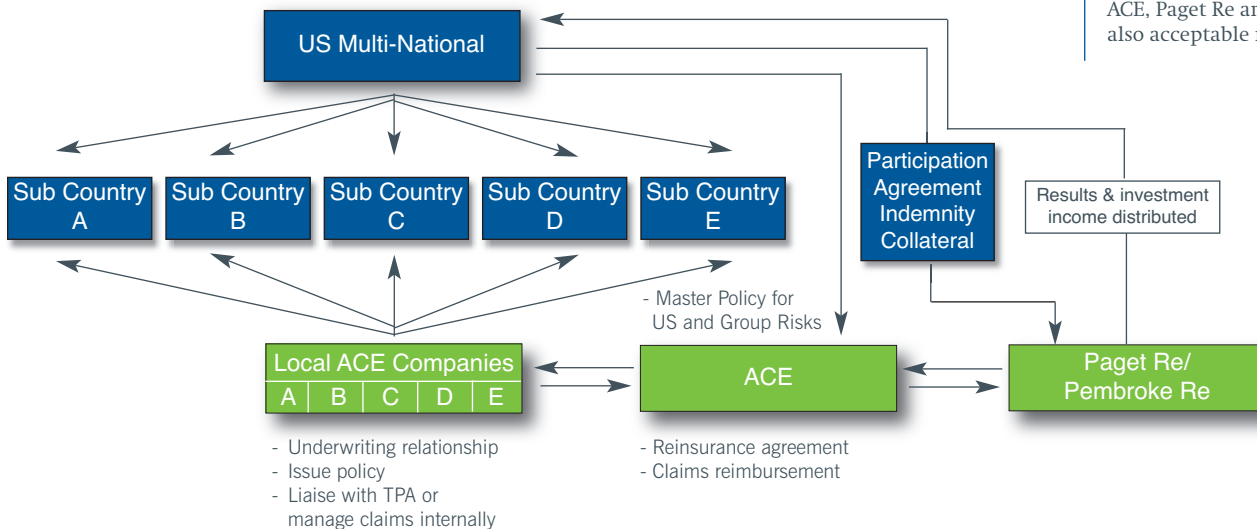 ACE, Paget Re
also acceptable
US Multi-National
Participation
Agreement
Indemnity
Collateral
Results & investment
income distributed
Sub Country
A
Sub Country
B
Sub Country
C
Sub Country
D
Sub Country
E
- Master Policy for
US and Group Risks
Local ACE Companies
A B C D E
ACE
Paget Re/
Pembroke Re
- Underwriting relationship
- Issue policy
- Liaise with TPA or
manage claims internally
- Reinsurance agreement
- Claims reimbursement